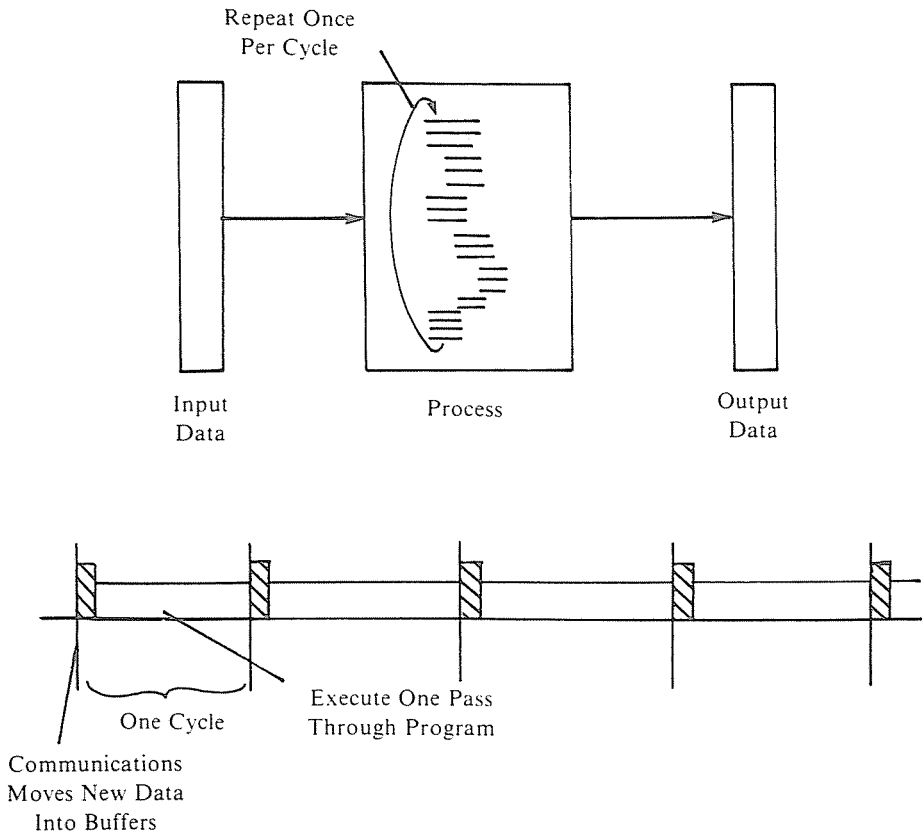 Repeat Once
Per Cycle
Input
Data
Process
Output
Data
One Cycle
Execute One Pass
Through Program
Communications
Moves New Data
Into Buffers